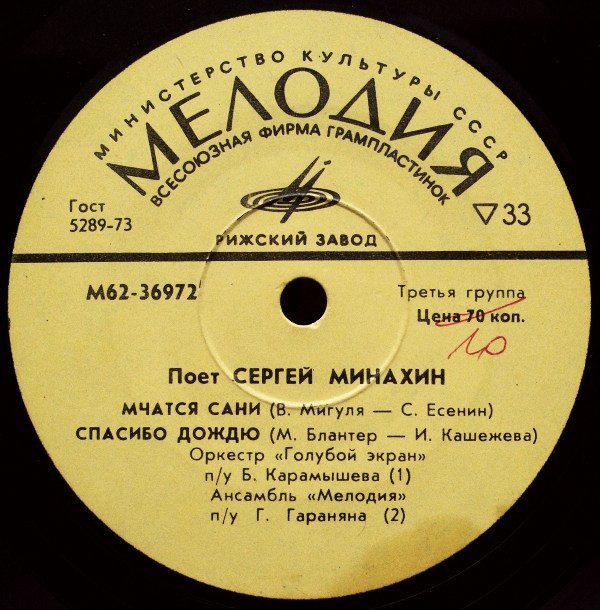 МИНИСТЕРСТВО КУЛЬТУРЫ СССР
МЕЛОДИЯ
ВСЕСОЮЗНАЯ ФИРМА ГРАМПЛАСТИНОК
Гост
5289-73
▽33
РИЖСКИЙ ЗАВОД
М62-36972
Третья группа
Цена 70 коп.
10
Поет СЕРГЕЙ МИНАХИН
МЧАТСЯ САНИ (В. Мигуля — С. Есенин)
СПАСИБО ДОЖДЮ (М. Блантер — И. Кашежева)
Оркестр «Голубой экран»
п/у Б. Карамышева (1)
Ансамбль «Мелодия»
п/у Г. Гараняна (2)